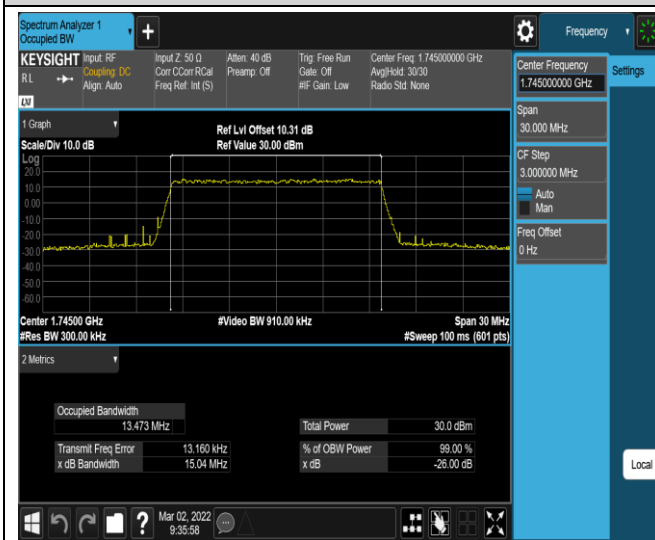 Spectrum Analyzer 1
Occupied BW
+
Frequency
KEYSIGHT
RL
LXI
Input: RF
Coupling: DC
Align: Auto
Input Z: 50 Ω
Corr CCorr RCal
Freq Ref: Int (S)
Atten: 40 dB
Preamp: Off
Trig: Free Run
Gate: Off
#IF Gain: Low
Center Freq: 1.745000000 GHz
Avg|Hold: 30/30
Radio Std: None
Center Frequency
1.745000000 GHz
Settings
Span
30.000 MHz
CF Step
3.000000 MHz
Auto
Man
Freq Offset
0 Hz
Local
1 Graph
Scale/Div 10.0 dB
Ref Lvl Offset 10.31 dB
Ref Value 30.00 dBm
Log
20.0
10.0
0.00
-10.0
-20.0
-30.0
-40.0
-50.0
-60.0
Center 1.74500 GHz
#Video BW 910.00 kHz
Span 30 MHz
#Res BW 300.00 kHz
#Sweep 100 ms (601 pts)
2 Metrics
Occupied Bandwidth
13.473 MHz
Total Power 30.0 dBm
Transmit Freq Error 13.160 kHz
% of OBW Power 99.00 %
x dB Bandwidth 15.04 MHz
x dB -26.00 dB
?
Mar 02, 2022
9:35:58